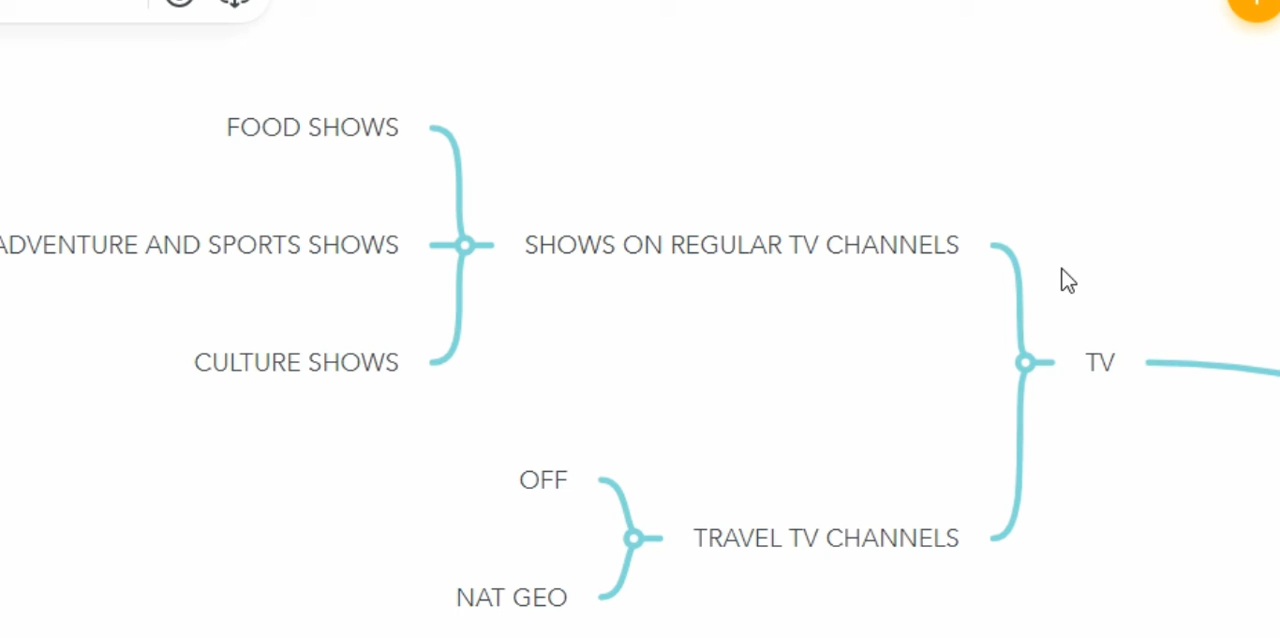 FOOD SHOWS
ADVENTURE AND SPORTS SHOWS
SHOWS ON REGULAR TV CHANNELS
CULTURE SHOWS
TV
OFF
TRAVEL TV CHANNELS
NAT GEO